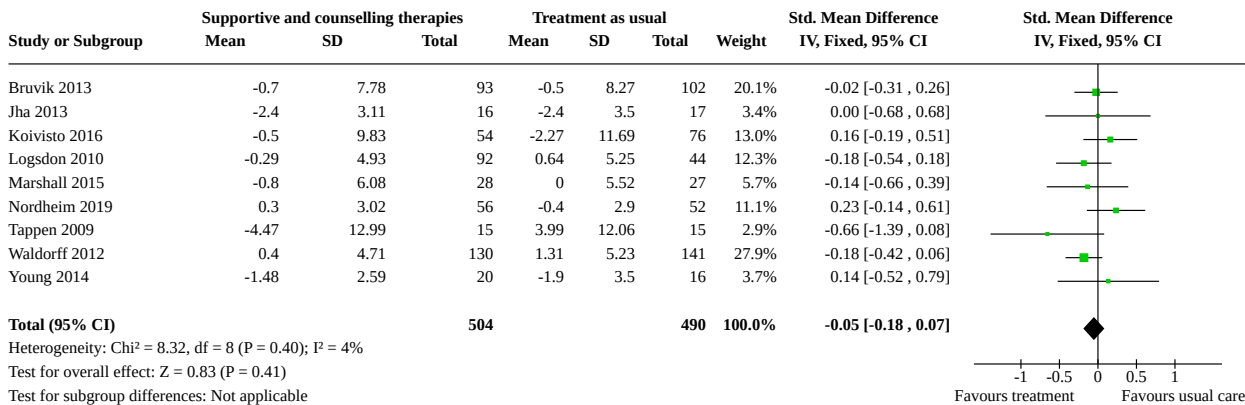 Supportive and counselling therapies Treatment as usual Std. Mean Difference Std. Mean Difference
Study or Subgroup Mean SD Total Mean SD Total Weight IV, Fixed, 95% CI IV, Fixed, 95% CI
Bruvik 2013 -0.7 7.78 93 -0.5 8.27 102 20.1% -0.02 [-0.31 , 0.26]
Jha 2013 -2.4 3.11 16 -2.4 3.5 17 3.4% 0.00 [-0.68 , 0.68]
Koivisto 2016 -0.5 9.83 54 -2.27 11.69 76 13.0% 0.16 [-0.19 , 0.51]
Logsdon 2010 -0.29 4.93 92 0.64 5.25 44 12.3% -0.18 [-0.54 , 0.18]
Marshall 2015 -0.8 6.08 28 0 5.52 27 5.7% -0.14 [-0.66 , 0.39]
Nordheim 2019 0.3 3.02 56 -0.4 2.9 52 11.1% 0.23 [-0.14 , 0.61]
Tappen 2009 -4.47 12.99 15 3.99 12.06 15 2.9% -0.66 [-1.39 , 0.08]
Waldorff 2012 0.4 4.71 130 1.31 5.23 141 27.9% -0.18 [-0.42 , 0.06]
Young 2014 -1.48 2.59 20 -1.9 3.5 16 3.7% 0.14 [-0.52 , 0.79]
Total (95% CI) 504 490 100.0% -0.05 [-0.18 , 0.07]
Heterogeneity: Chi² = 8.32, df = 8 (P = 0.40); I² = 4%
Test for overall effect: Z = 0.83 (P = 0.41)
Test for subgroup differences: Not applicable
-1 -0.5 0 0.5 1
Favours treatment Favours usual care